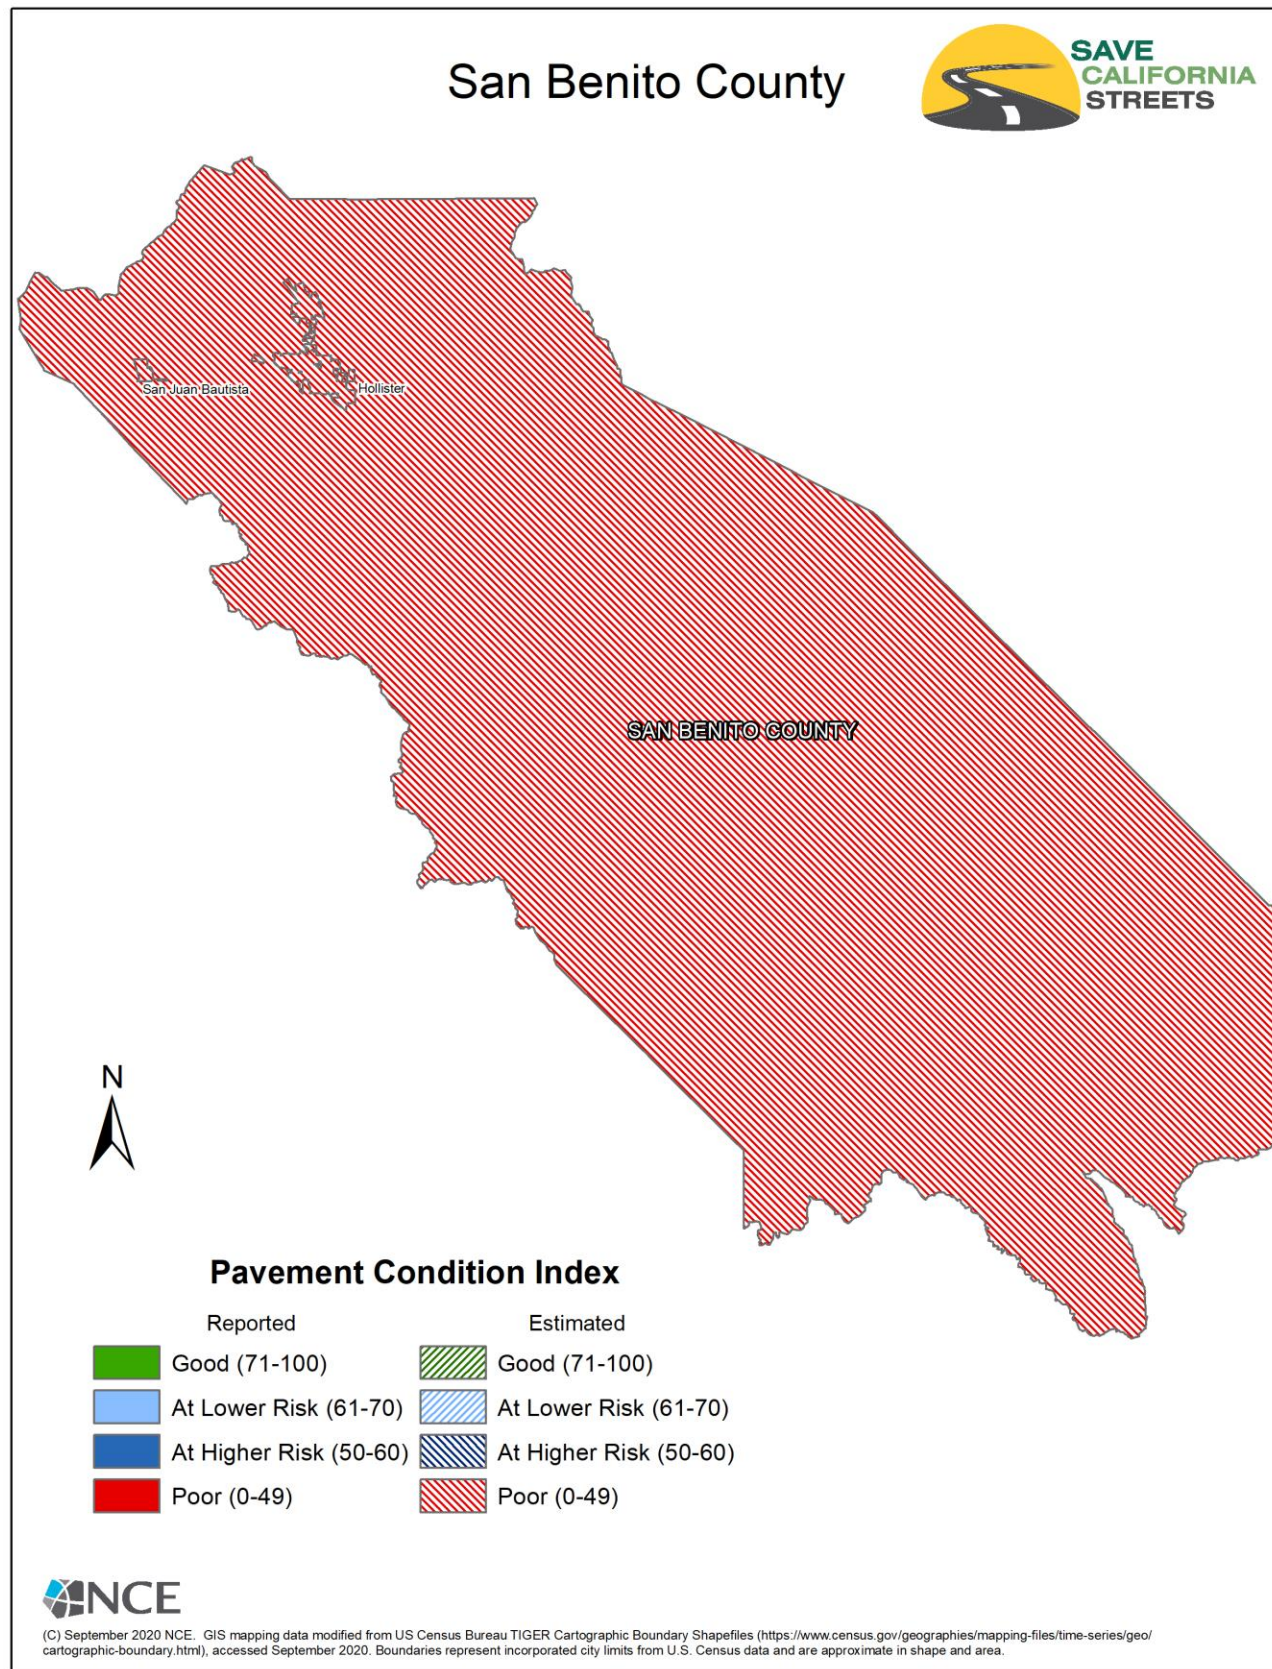 San Benito County
SAVE
CALIFORNIA
STREETS
San Juan Bautista
Hollister
SAN BENITO COUNTY
N
Pavement Condition Index
Reported
Estimated
Good (71-100)
Good (71-100)
At Lower Risk (61-70)
At Lower Risk (61-70)
At Higher Risk (50-60)
At Higher Risk (50-60)
Poor (0-49)
Poor (0-49)
NCE
(C) September 2020 NCE.  GIS mapping data modified from US Census Bureau TIGER Cartographic Boundary Shapefiles (https://www.census.gov/geographies/mapping-files/time-series/geo/
cartographic-boundary.html), accessed September 2020. Boundaries represent incorporated city limits from U.S. Census data and are approximate in shape and area.